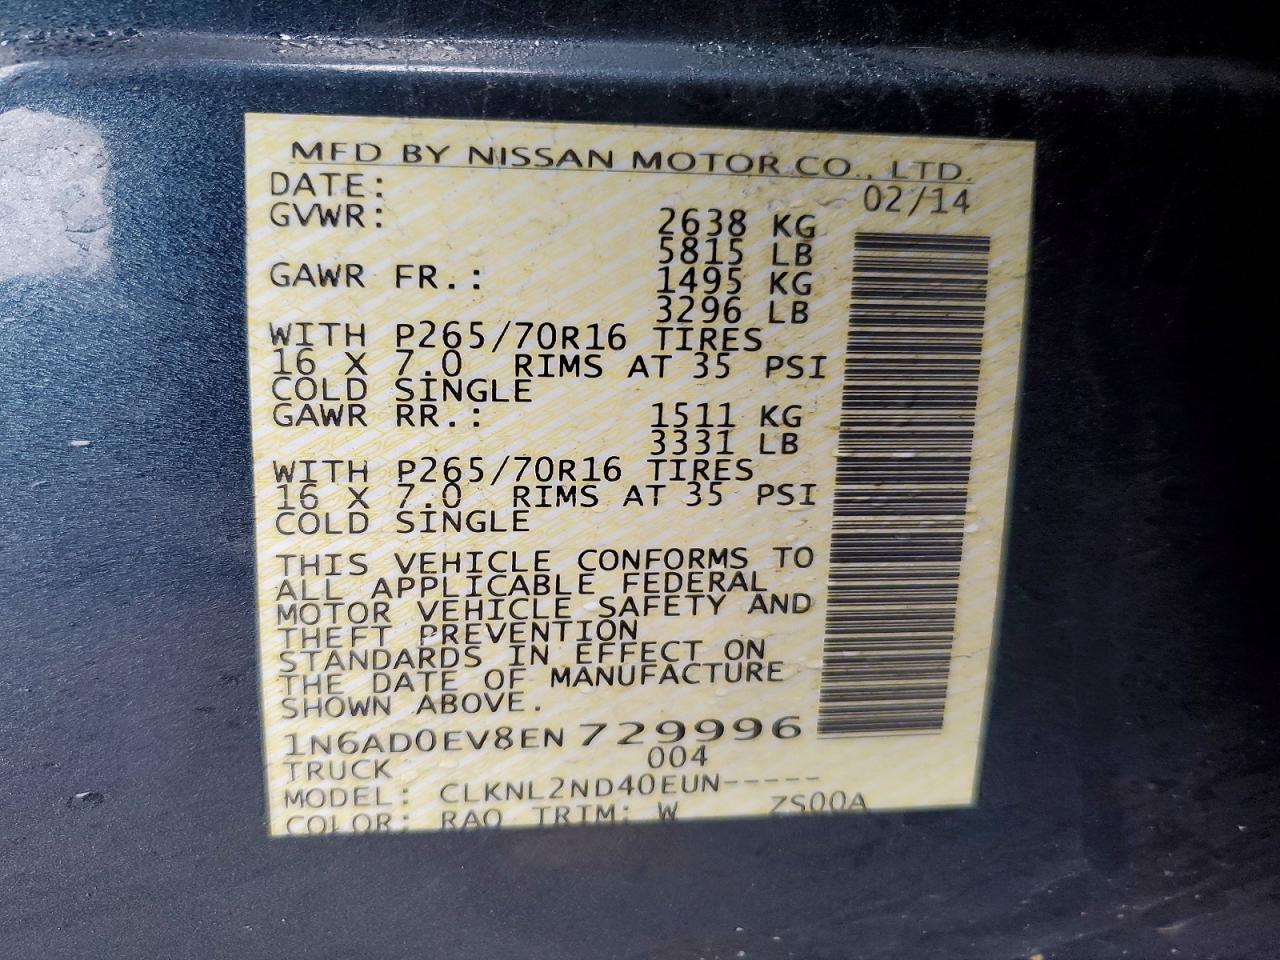 MFD BY NISSAN MOTOR CO., LTD.
DATE: 02/14
GVWR: 2638 KG
5815 LB
GAWR FR.: 1495 KG
3296 LB
WITH P265/70R16 TIRES
16 X 7.0 RIMS AT 35 PSI
COLD SINGLE
GAWR RR.: 1511 KG
3331 LB
WITH P265/70R16 TIRES
16 X 7.0 RIMS AT 35 PSI
COLD SINGLE
THIS VEHICLE CONFORMS TO
ALL APPLICABLE FEDERAL
MOTOR VEHICLE SAFETY AND
THEFT PREVENTION
STANDARDS IN EFFECT ON
THE DATE OF MANUFACTURE
SHOWN ABOVE.
1N6AD0EV8EN729996
TRUCK 004
MODEL: CLKNL2ND40EUN-----
COLOR: RAQ TRIM: W ZS00A